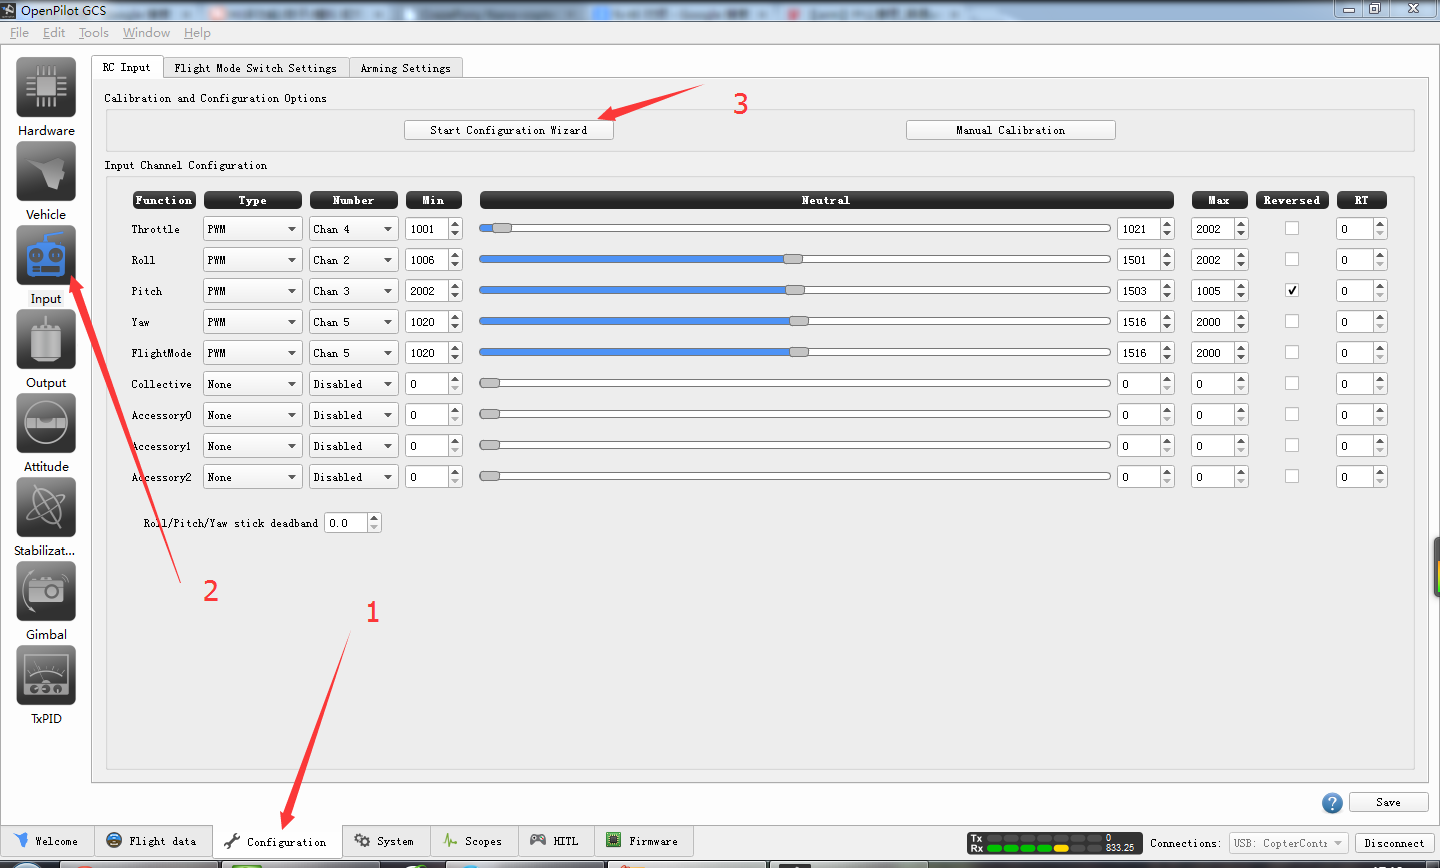 OpenPilot GCS
File Edit Tools Window Help
RC Input Flight Mode Switch Settings Arming Settings
Calibration and Configuration Options
3
Start Configuration Wizard Manual Calibration
Input Channel Configuration
Function Type Number Min Neutral Max Reversed RT
Throttle PWM Chan 4 1001 1021 2002 0
Roll PWM Chan 2 1006 1501 2002 0
Pitch PWM Chan 3 2002 1503 1005 0
Yaw PWM Chan 5 1020 1516 2000 0
FlightMode PWM Chan 5 1020 1516 2000 0
Collective None Disabled 0 0 0 0
Accessory0 None Disabled 0 0 0 0
Accessory1 None Disabled 0 0 0 0
Accessory2 None Disabled 0 0 0 0
Roll/Pitch/Yaw stick deadband 0.0
Hardware
Vehicle
Input
Output
Attitude
Stabilizat...
Gimbal
TxPID
2
1
? Save
Welcome Flight data Configuration System Scopes HITL Firmware
Tx 0
Rx 833.25
Connections: USB: CopterContr Disconnect